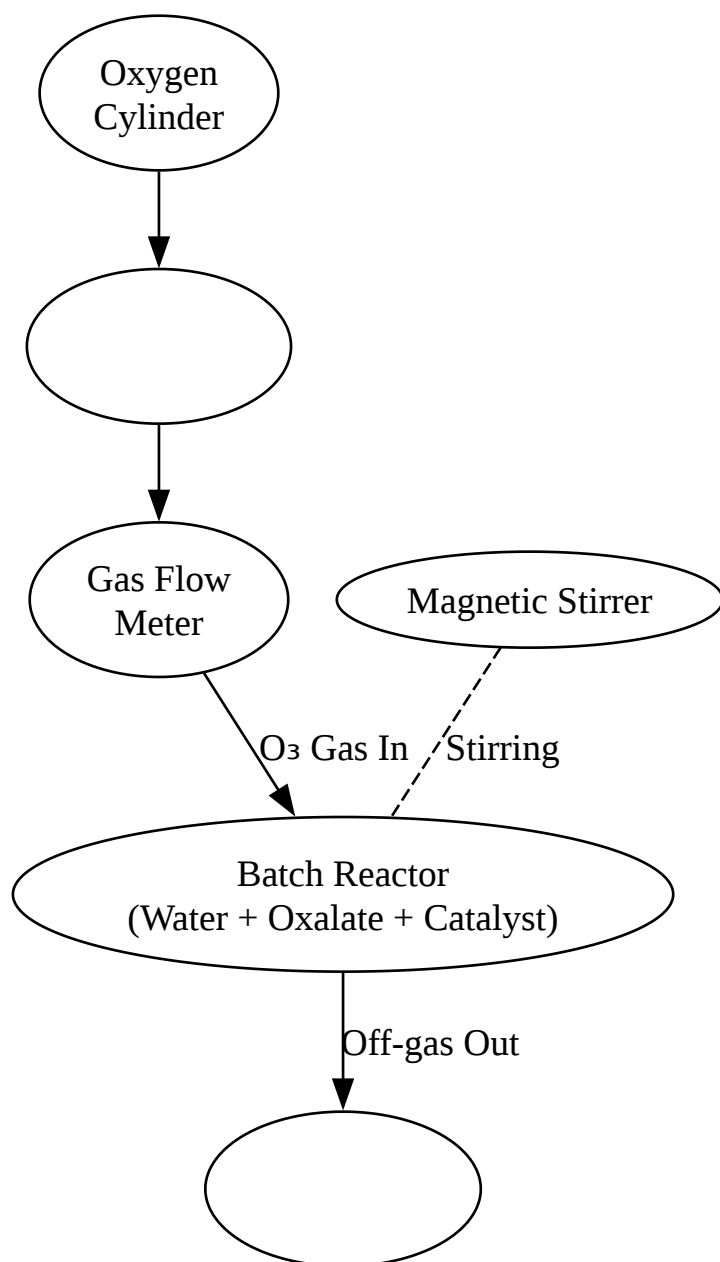 Oxygen
Cylinder
Gas Flow
Meter
Magnetic Stirrer
O₃ Gas In
Stirring
Batch Reactor
(Water + Oxalate + Catalyst)
Off-gas Out